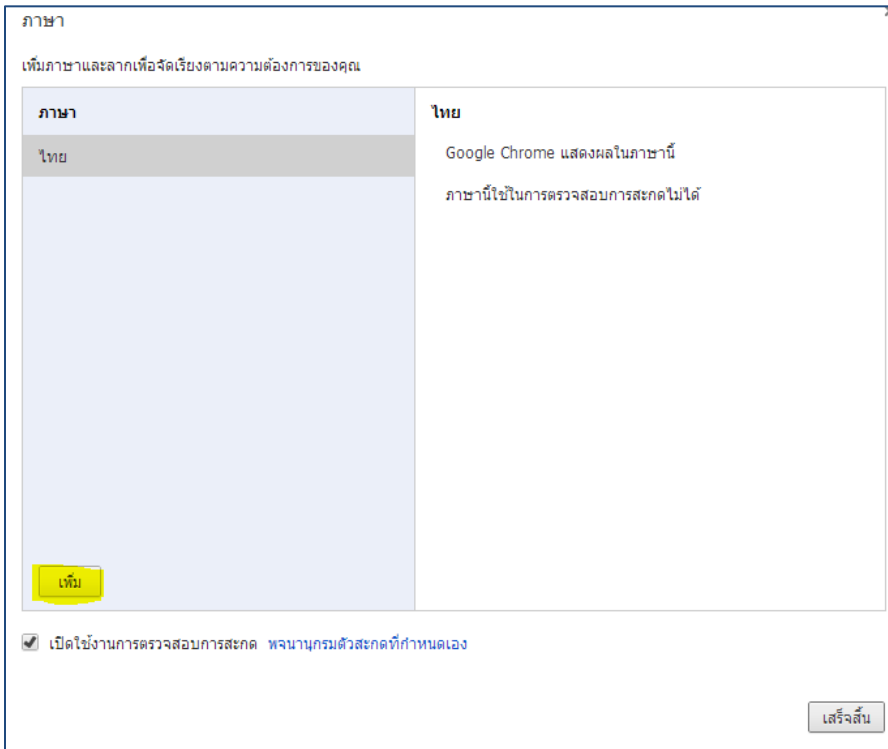 ภาษา
เพิ่มภาษาและลากเพื่อจัดเรียงตามความต้องการของคุณ
ภาษา
ไทย
ไทย
Google Chrome แสดงผลในภาษานี้
ภาษานี้ใช้ในการตรวจสอบการสะกดไม่ได้
เพิ่ม
เปิดใช้งานการตรวจสอบการสะกด พจนานุกรมตัวสะกดที่กำหนดเอง
เสร็จสิ้น